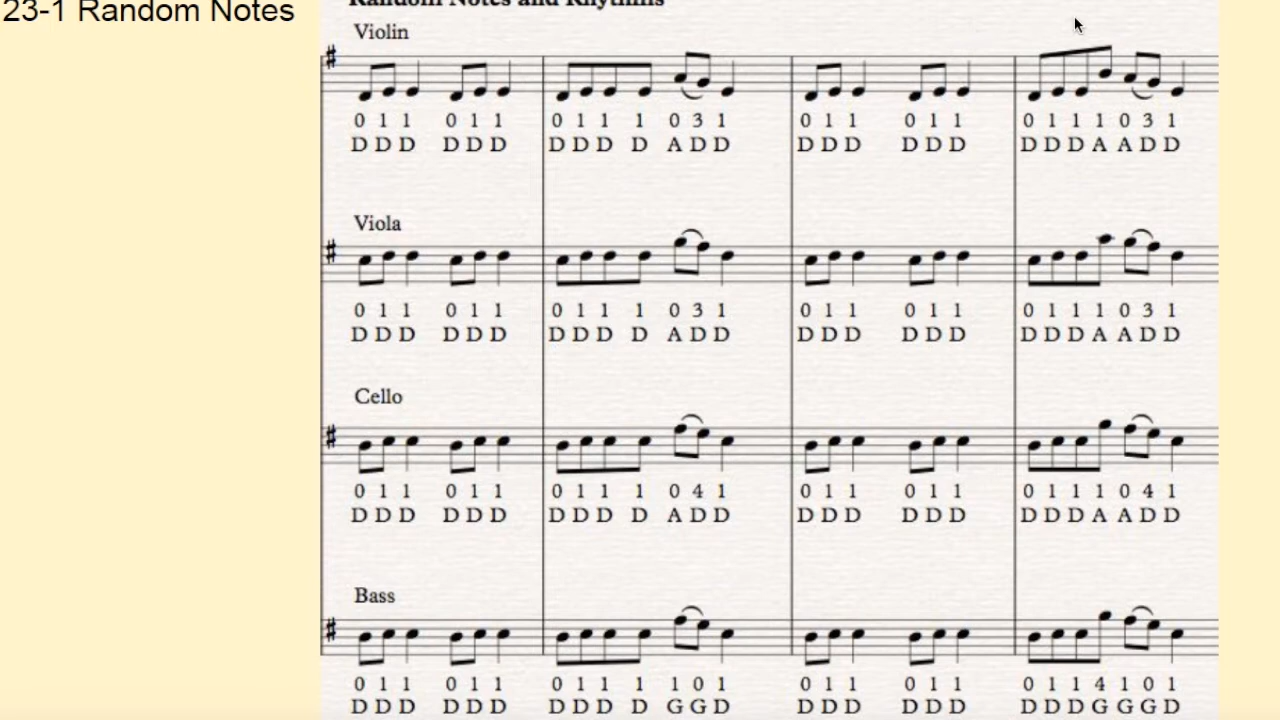 23-1 Random Notes
Random Notes and Rhythms
Violin
0 1 1 0 1 1 0 1 1 1 0 3 1 0 1 1 0 1 1 0 1 1 1 0 3 1
D D D D D D D D D D A D D D D D D D D D D D A A D D
Viola
0 1 1 0 1 1 0 1 1 1 0 3 1 0 1 1 0 1 1 0 1 1 1 0 3 1
D D D D D D D D D D A D D D D D D D D D D D A A D D
Cello
0 1 1 0 1 1 0 1 1 1 0 4 1 0 1 1 0 1 1 0 1 1 1 0 4 1
D D D D D D D D D D A D D D D D D D D D D D A A D D
Bass
0 1 1 0 1 1 0 1 1 1 1 0 1 0 1 1 0 1 1 0 1 1 4 1 0 1
D D D D D D D D D D G G D D D D D D D D D D G G G D